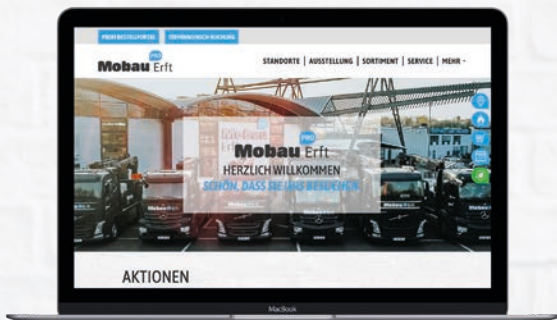 PROFI BESTELLPORTAL
Mobau PRO Erft
STANDORTE | AUSSTELLUNG | SORTIMENT | SERVICE | MEHR
PRO
Mobau Erft
HERZLICH WILLKOMMEN
SCHÖN, DASS SIE UNS BESUCHEN
AKTIONEN
MacBook